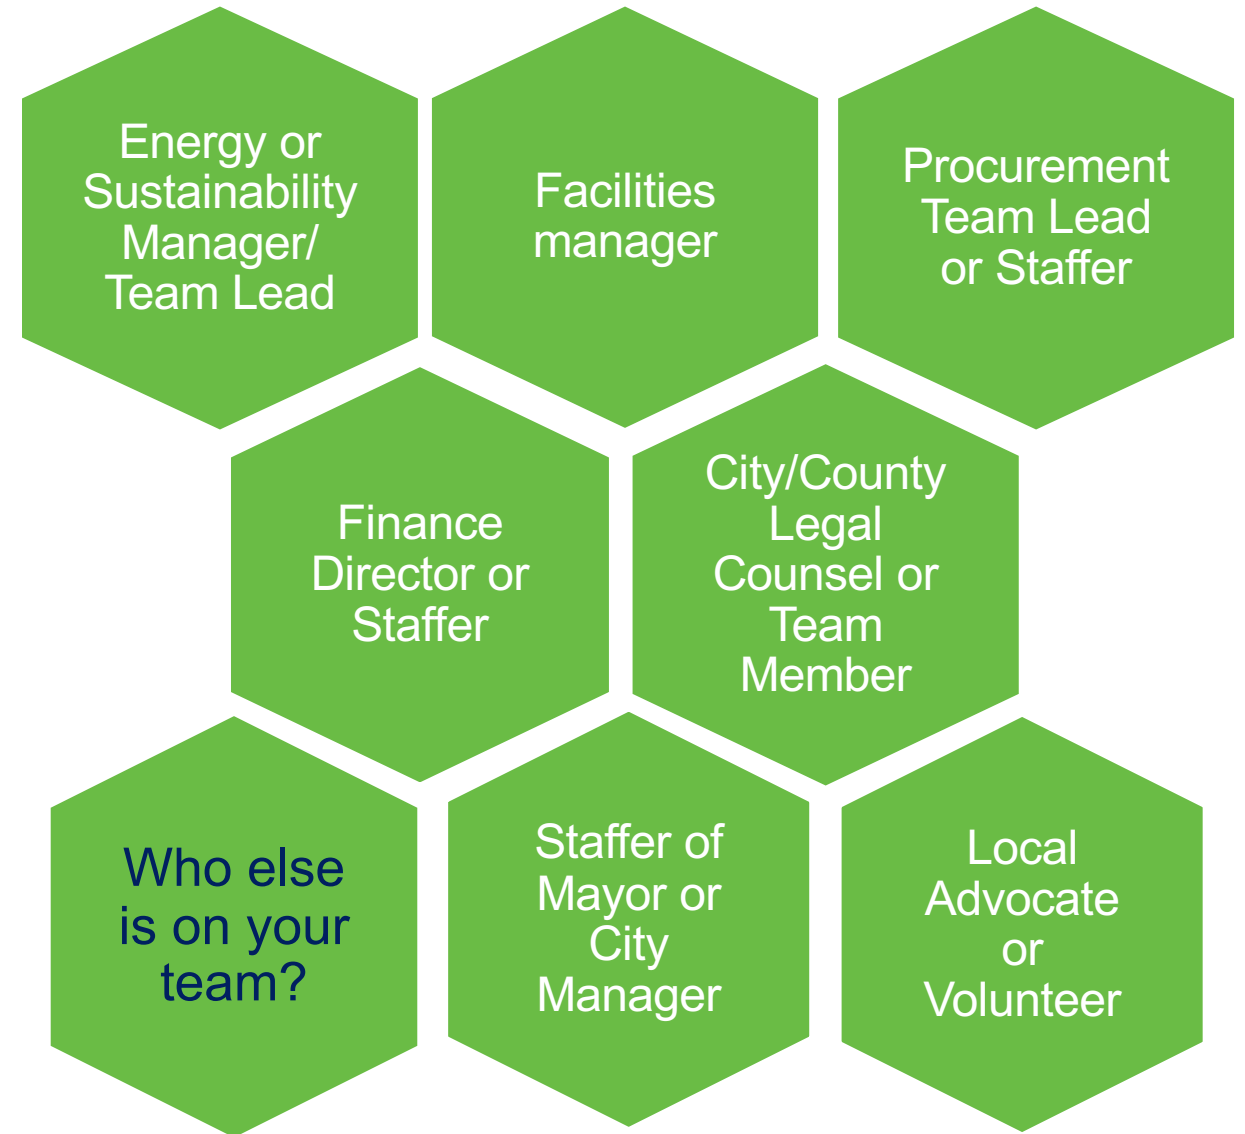 Energy or
Sustainability
Manager/
Team Lead
Facilities
manager
Procurement
Team Lead
or Staffer
Finance
Director or
Staffer
City/County
Legal
Counsel or
Team
Member
Who else
is on your
team?
Staffer of
Mayor or
City
Manager
Local
Advocate
or
Volunteer